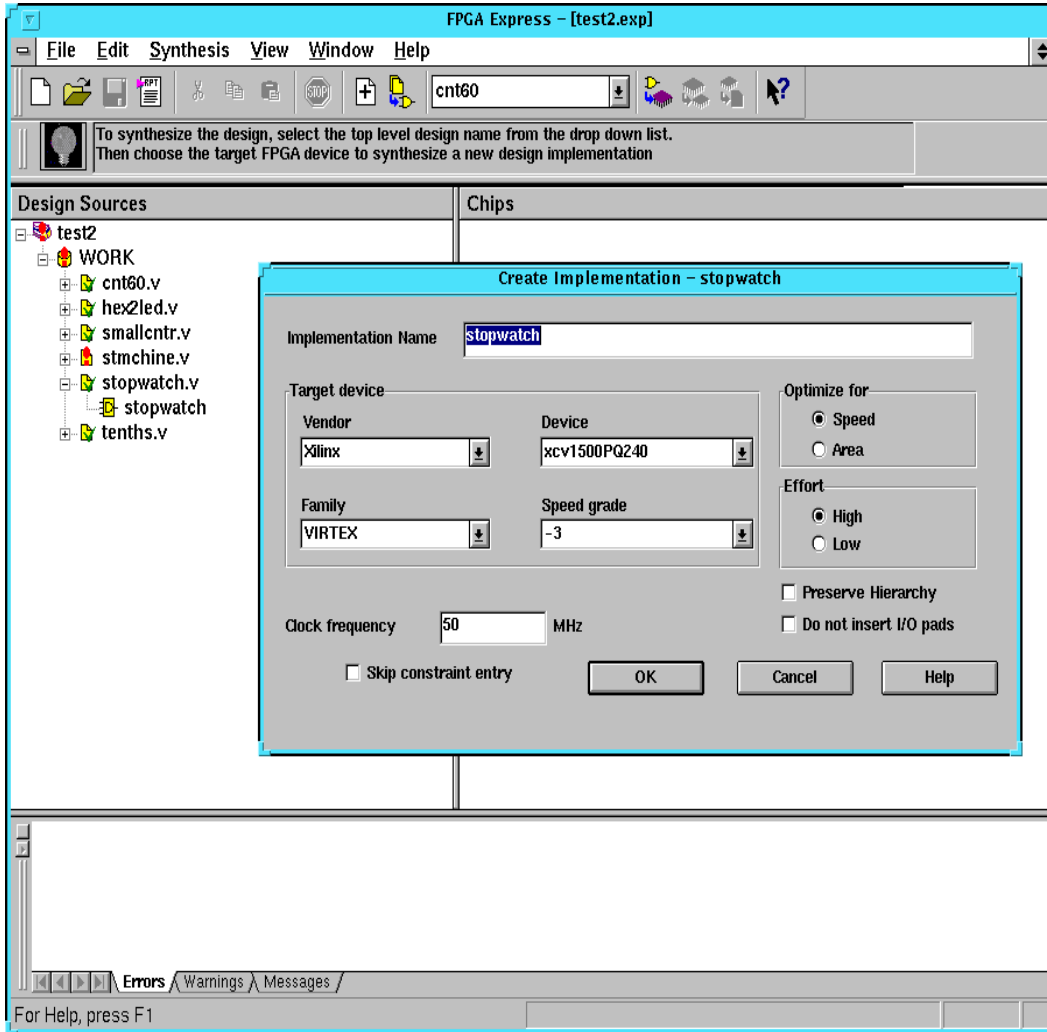 FPGA Express – [test2.exp]
File Edit Synthesis View Window Help
RPT STOP cnt60
To synthesize the design, select the top level design name from the drop down list.
Then choose the target FPGA device to synthesize a new design implementation
Design Sources Chips
test2
WORK
cnt60.v
hex2led.v
smallcntr.v
stmchine.v
stopwatch.v
stopwatch
tenths.v
Create Implementation – stopwatch
Implementation Name stopwatch
Target device
Vendor Device
Xilinx xcv1500PQ240
Family Speed grade
VIRTEX -3
Optimize for
Speed
Area
Effort
High
Low
Preserve Hierarchy
Do not insert I/O pads
Clock frequency 50 MHz
Skip constraint entry
OK Cancel Help
Errors Warnings Messages
For Help, press F1